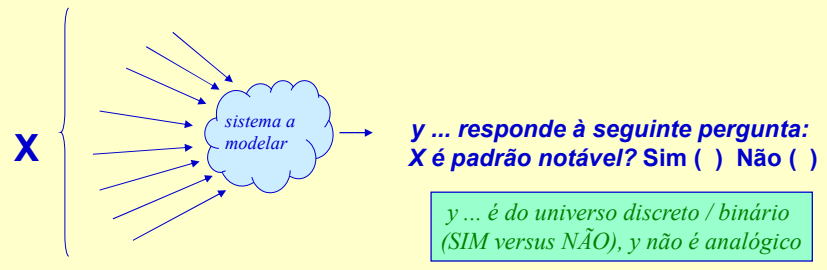 X
sistema a
modelar
y ... responde à seguinte pergunta:
X é padrão notável? Sim ( ) Não ( )
y ... é do universo discreto / binário
(SIM versus NÃO), y não é analógico